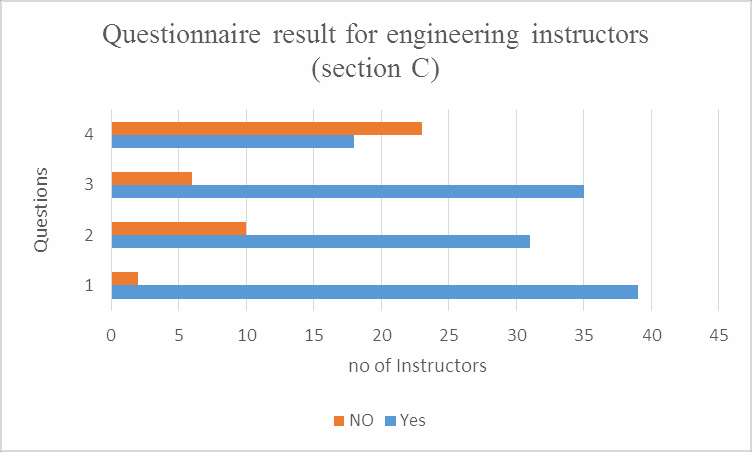 Questionnaire result for engineering instructors
(section C)
Questions
4
3
2
1
0 5 10 15 20 25 30 35 40 45
no of Instructors
NO Yes